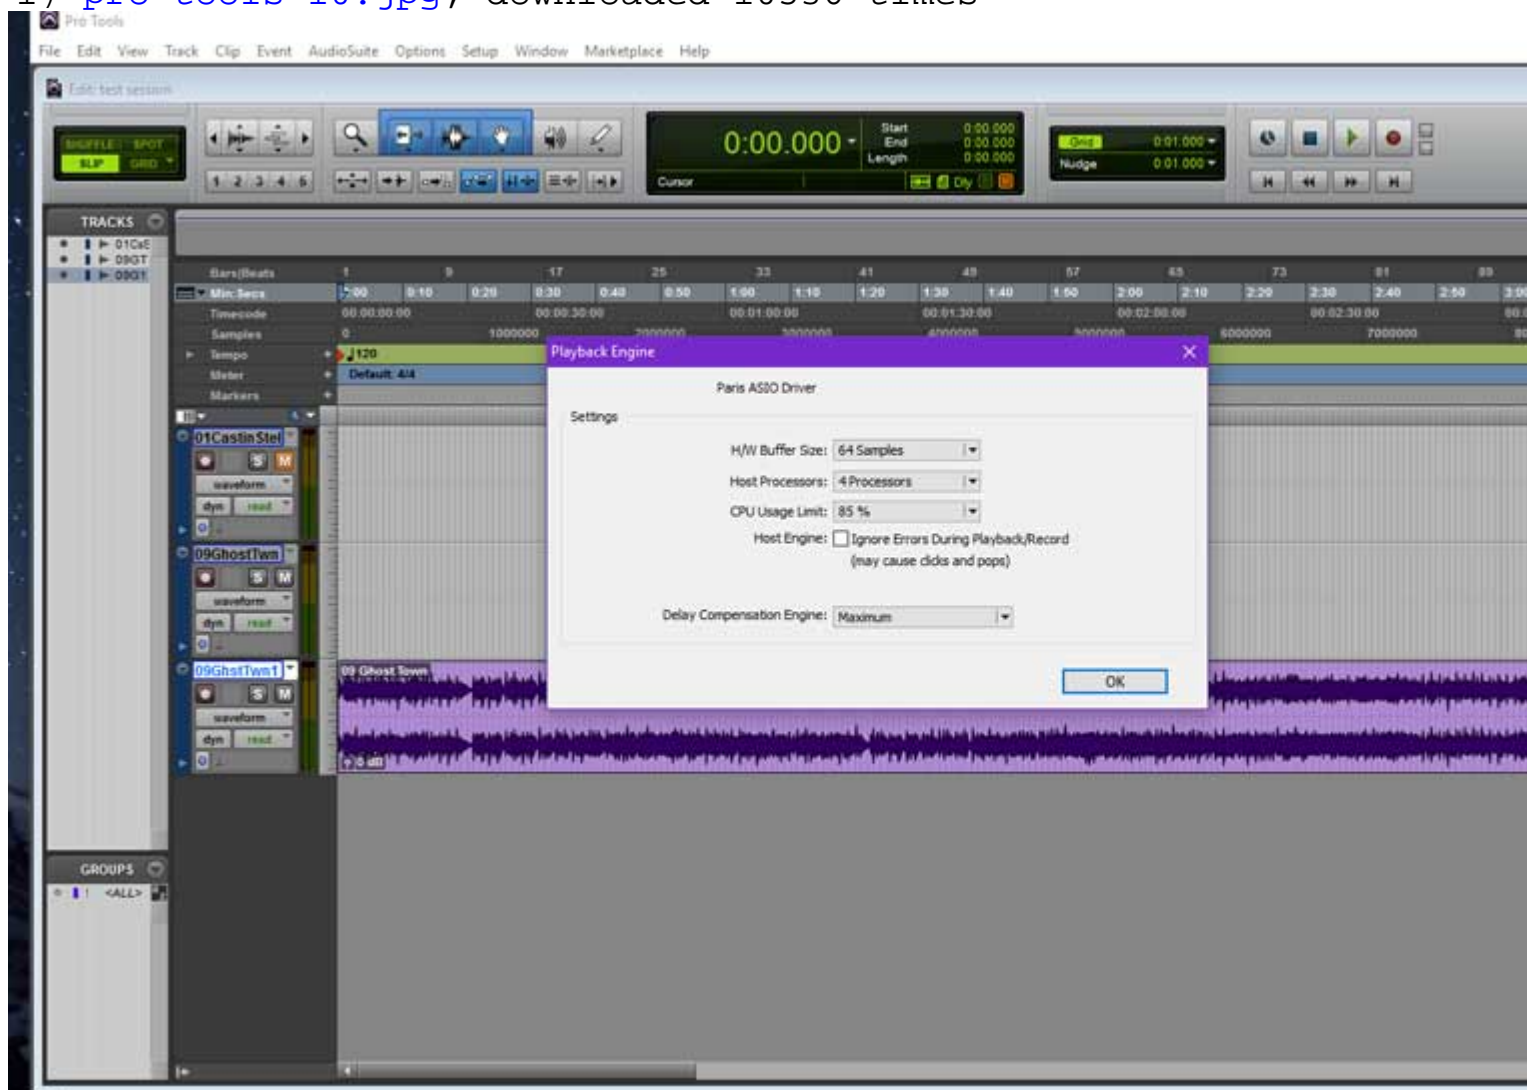 1) pro tools 10.jpg, downloaded 10550 times
Pro Tools
File Edit View Track Clip Event AudioSuite Options Setup Window Marketplace Help
Edit: test session
SHUFFLE SPOT
SLIP GRID
1 2 3 4 5
0:00.000
Start 0:00.000
End 0:00.000
Length 0:00.000
Cursor
Dly
Grid 0:01.000
Nudge 0:01.000
TRACKS
01CaS
09GT
09G1
Bars|Beats 1 9 17 25 33 41 49 57 65 73 81 89
Min:Secs 0:00 0:10 0:20 0:30 0:40 0:50 1:00 1:10 1:20 1:30 1:40 1:50 2:00 2:10 2:20 2:30 2:40 2:50 3:00
Timecode 00:00:00:00 00:00:30:00 00:01:00:00 00:01:30:00 00:02:00:00 00:02:30:00
Samples 0 1000000 2000000 3000000 4000000 5000000 6000000 7000000
Tempo 120
Meter Default: 4/4
Markers
Playback Engine
Paris ASIO Driver
Settings
H/W Buffer Size: 64 Samples
Host Processors: 4 Processors
CPU Usage Limit: 85 %
Host Engine: Ignore Errors During Playback/Record
(may cause clicks and pops)
Delay Compensation Engine: Maximum
OK
01CastinStel
S M
waveform
dyn read
09GhostTwn
S M
waveform
dyn read
09GhstTwn1
S M
waveform
dyn read
09 Ghost Town
0 dB
GROUPS
! <ALL>